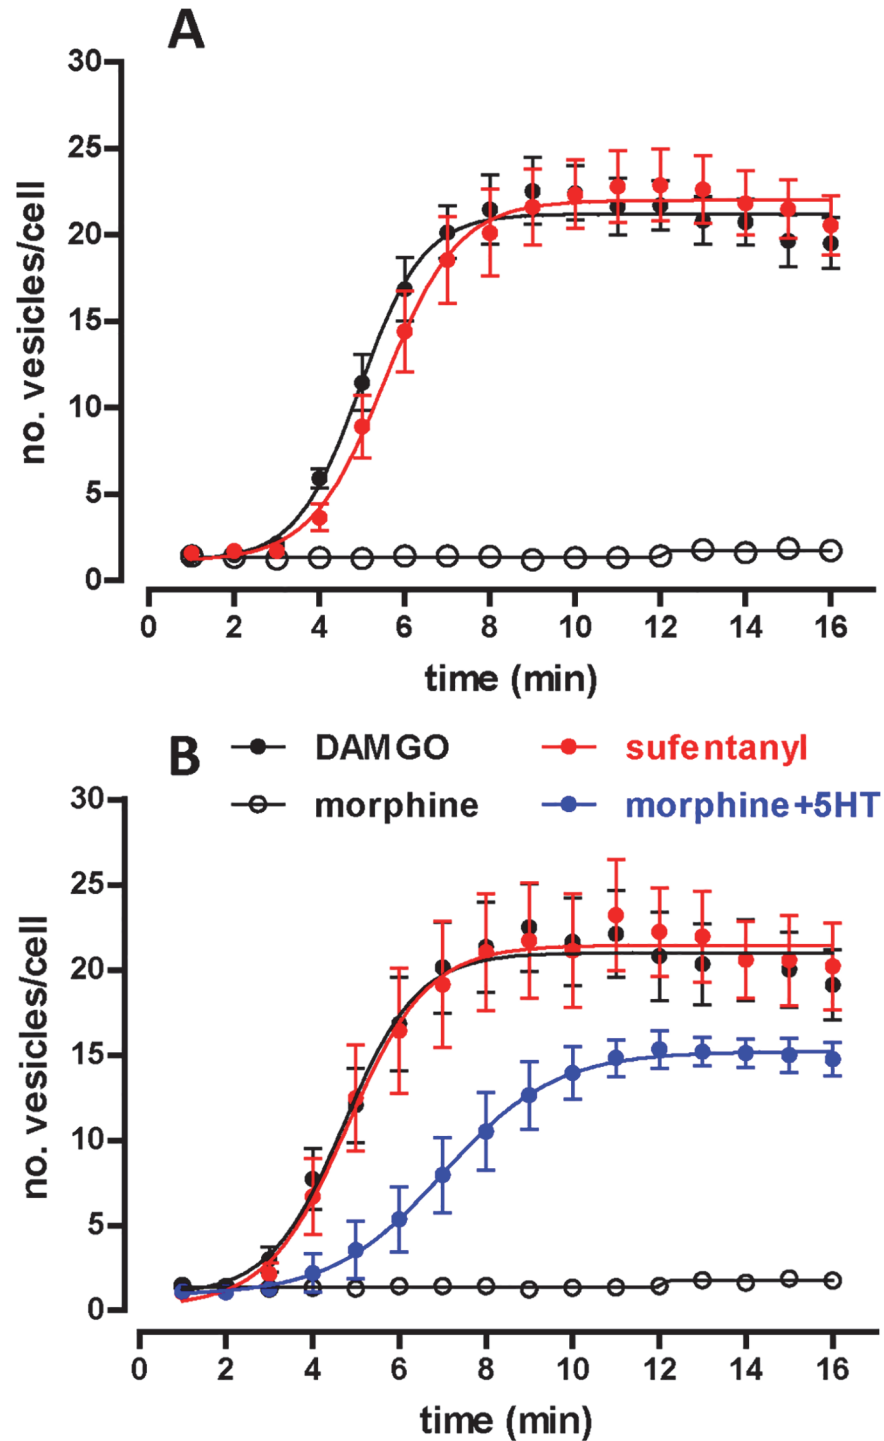 A
30
25
20
15
10
5
0
no. vesicles/cell
0 2 4 6 8 10 12 14 16
time (min)
B
DAMGO sufentanyl
morphine morphine+5HT
30
25
20
15
10
5
0
no. vesicles/cell
0 2 4 6 8 10 12 14 16
time (min)